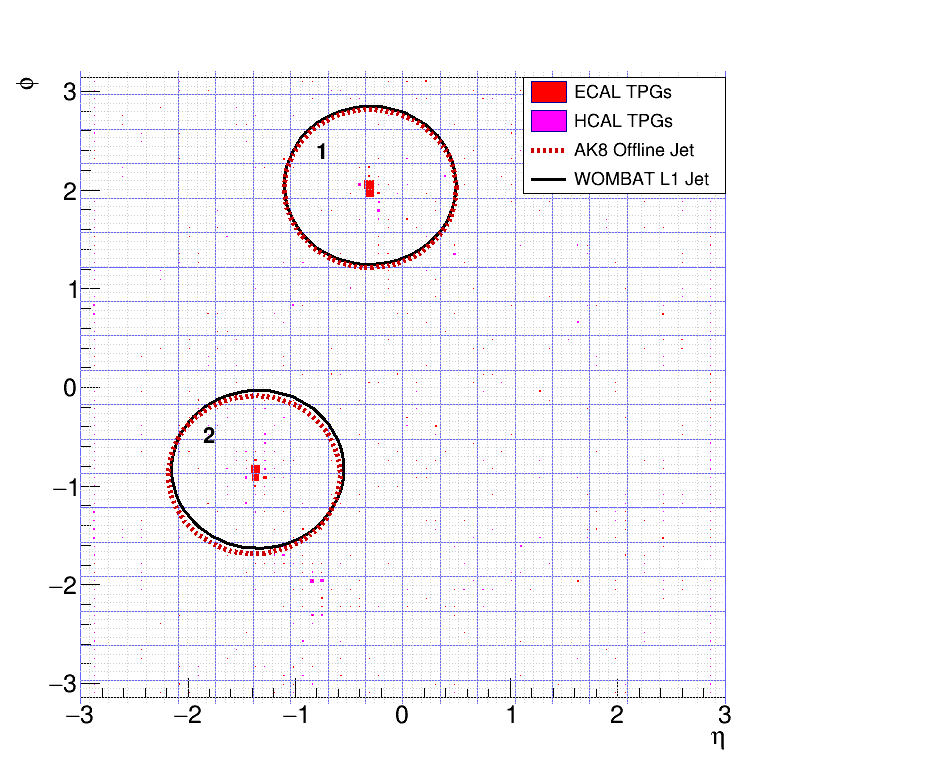 ϕ
3
ECAL TPGs
HCAL TPGs
AK8 Offline Jet
WOMBAT L1 Jet
1
2
1
0
2
−1
−2
−3
−3 −2 −1 0 1 2 3
η